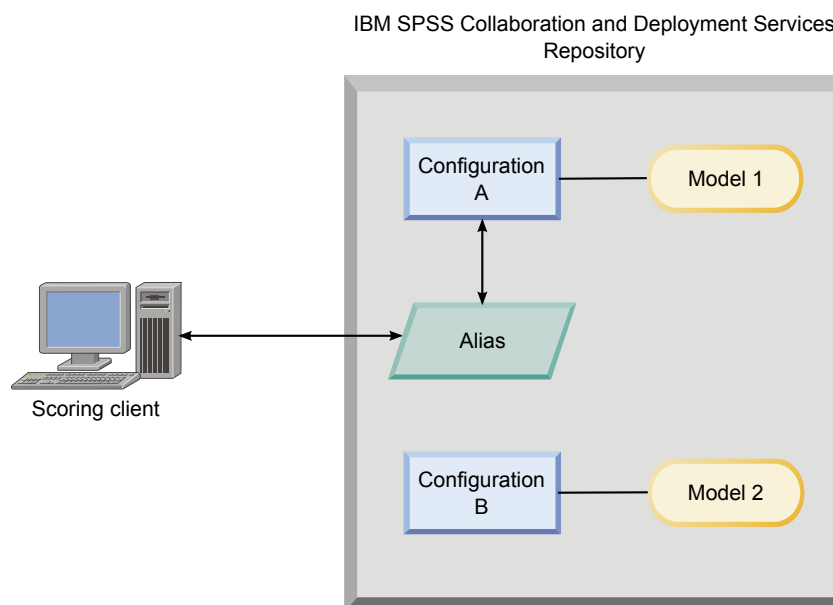 IBM SPSS Collaboration and Deployment Services
Repository
Configuration
A
Model 1
Alias
Scoring client
Configuration
B
Model 2